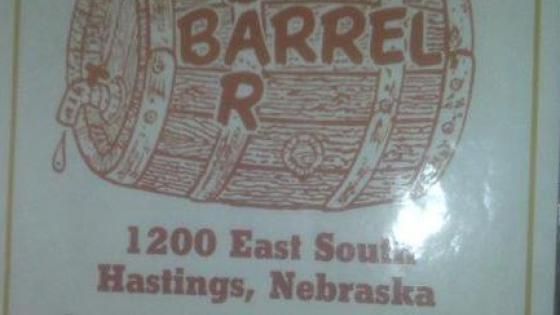 BARREL
R
1200 East South
Hastings, Nebraska